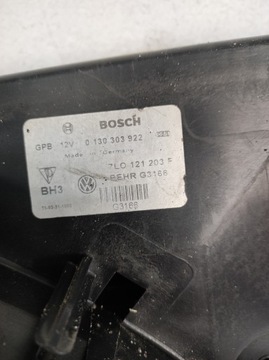 BOSCH
GPB 12V 0 130 303 922
Made in Germany
7L0 121 203 F
BH3 BEHR G3168
G3168